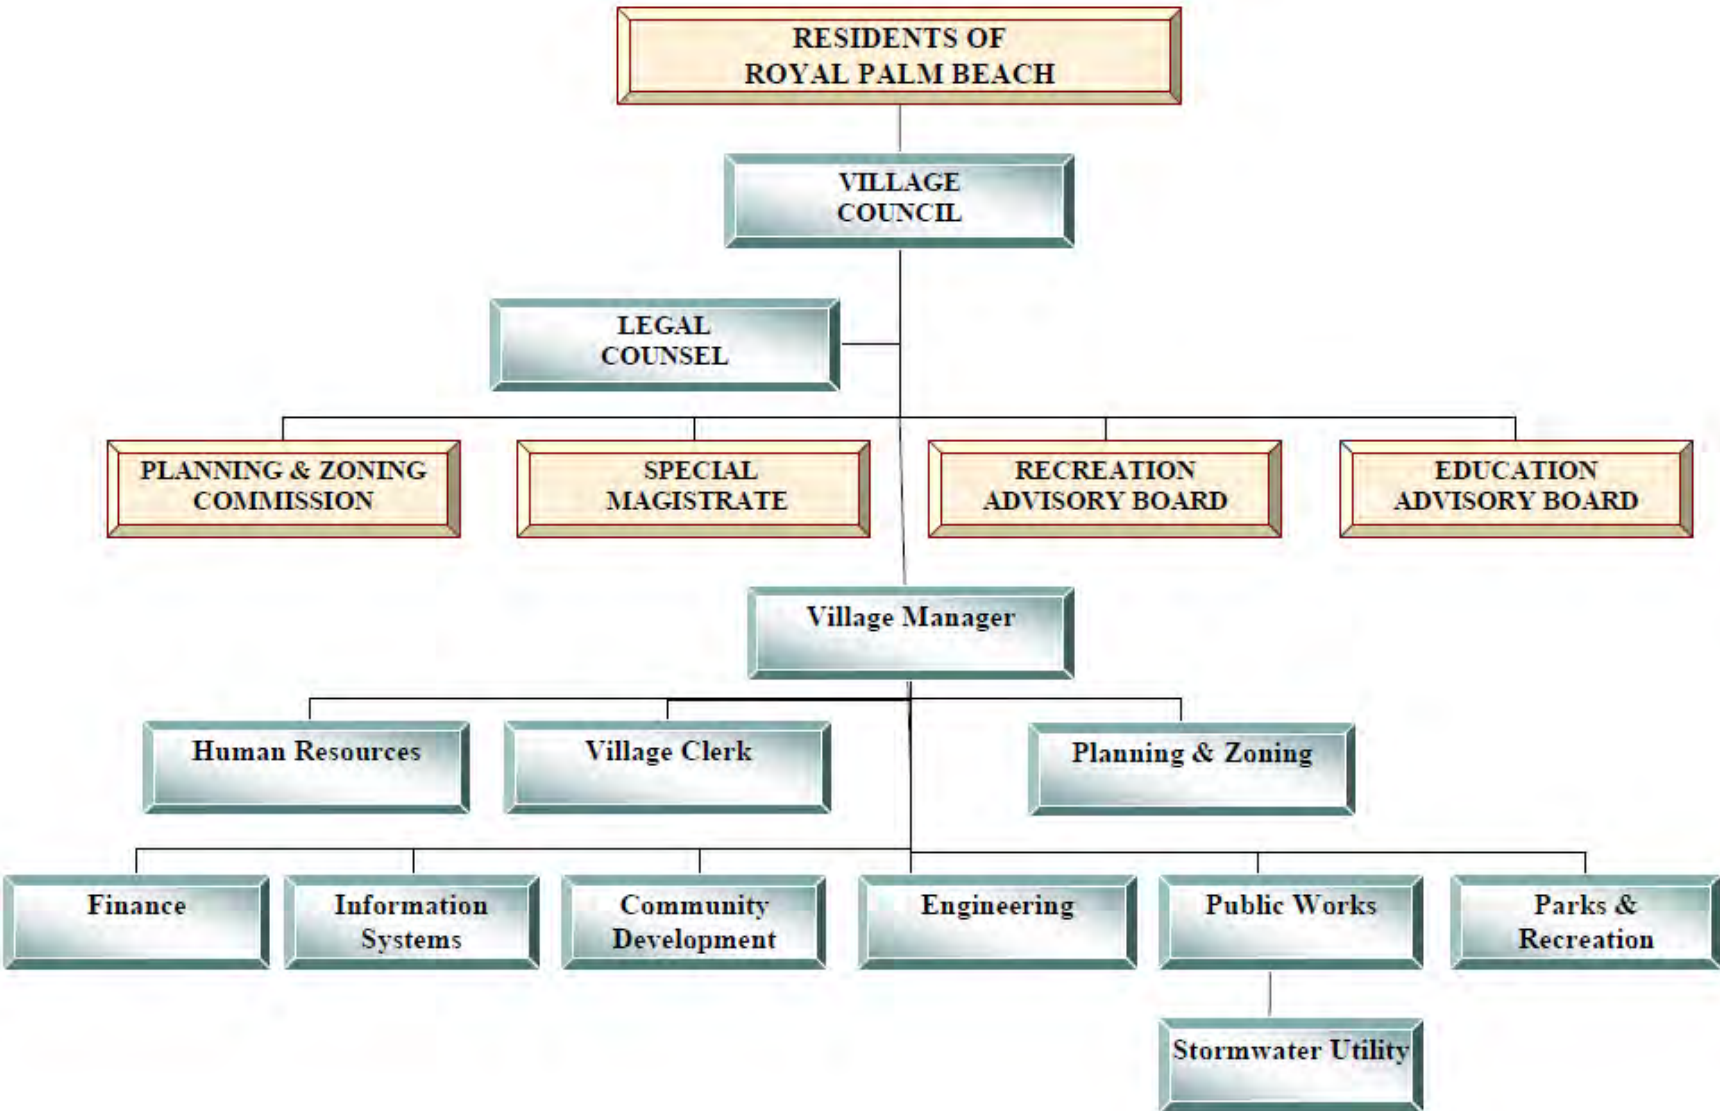 RESIDENTS OF
ROYAL PALM BEACH
VILLAGE
COUNCIL
LEGAL
COUNSEL
PLANNING & ZONING
COMMISSION
SPECIAL
MAGISTRATE
RECREATION
ADVISORY BOARD
EDUCATION
ADVISORY BOARD
Village Manager
Human Resources
Village Clerk
Planning & Zoning
Finance
Information
Systems
Community
Development
Engineering
Public Works
Parks &
Recreation
Stormwater Utility